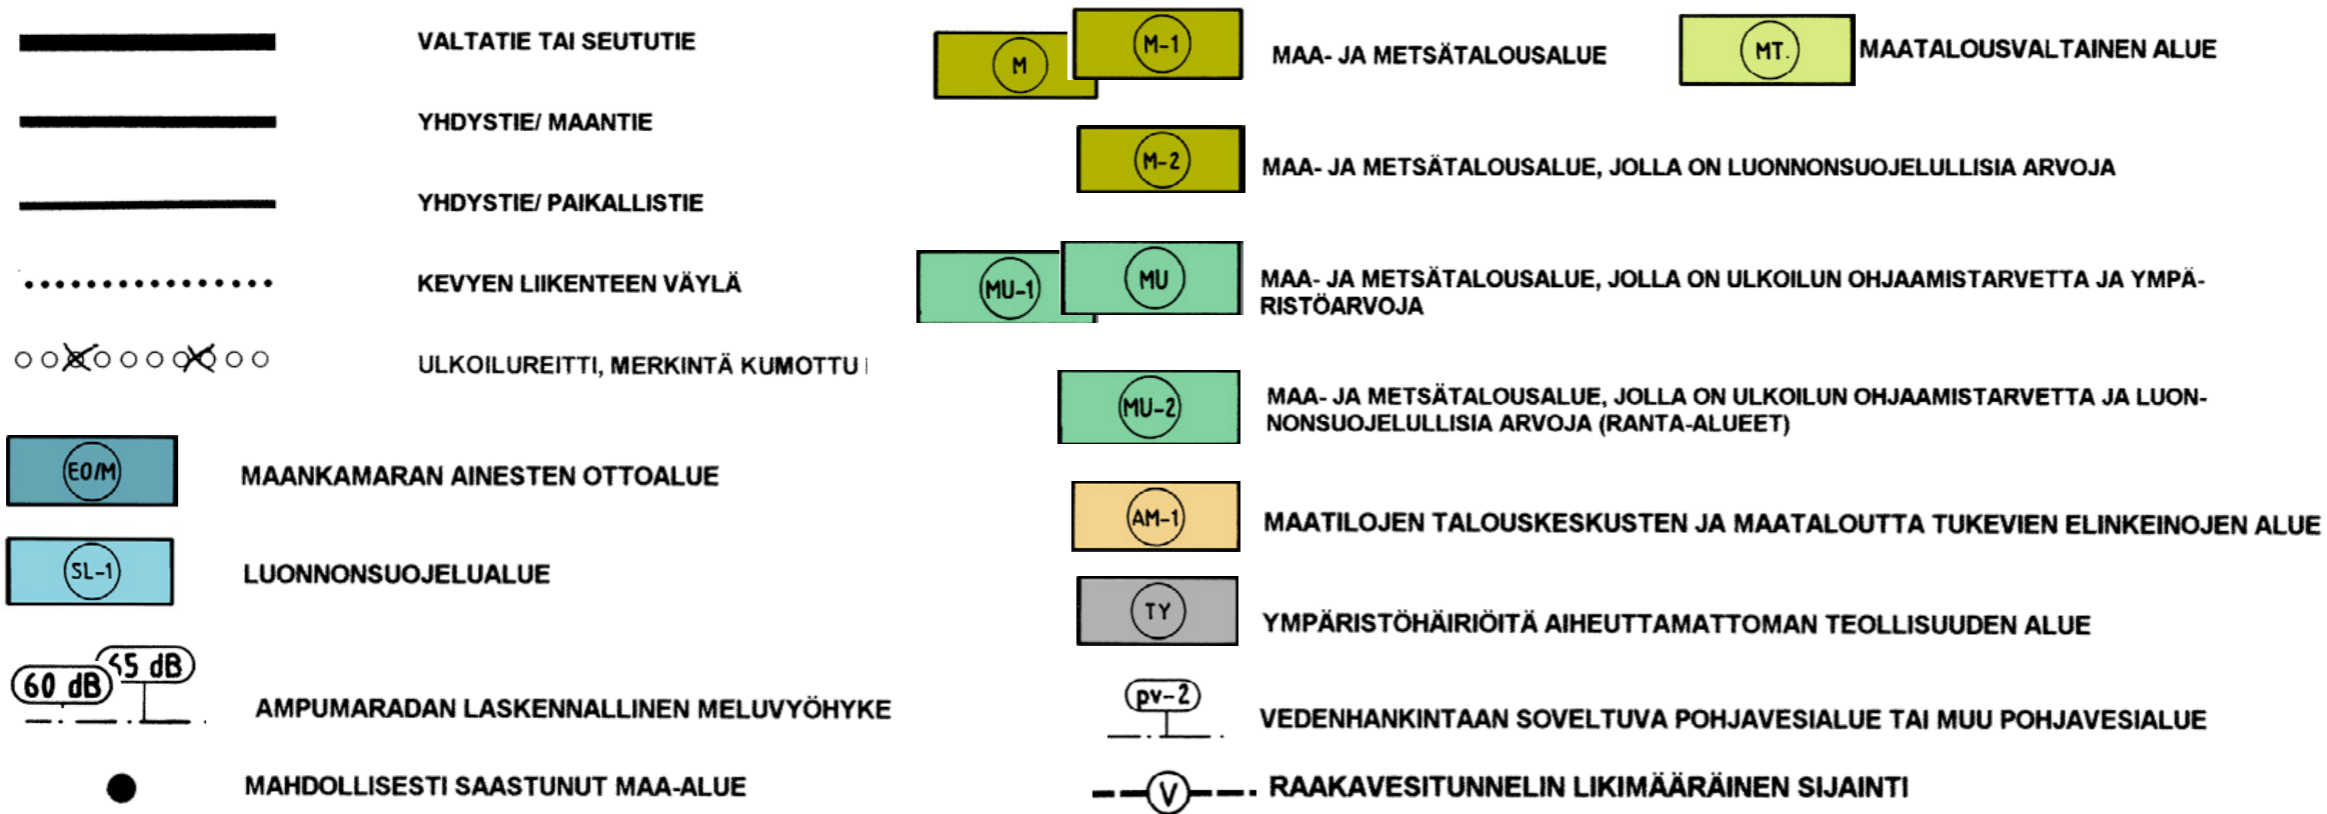 VALTATIE TAI SEUTUTIE
YHDYSTIE/ MAANTIE
YHDYSTIE/ PAIKALLISTIE
KEVYEN LIIKENTEEN VÄYLÄ
ULKOILUREITTI, MERKINTÄ KUMOTTU
EO/M MAANKAMARAN AINESTEN OTTOALUE
SL-1 LUONNONSUOJELUALUE
60 dB 65 dB AMPUMARADAN LASKENNALLINEN MELUVYÖHYKE
MAHDOLLISESTI SAASTUNUT MAA-ALUE
M M-1 MAA- JA METSÄTALOUSALUE
MT. MAATALOUSVALTAINEN ALUE
M-2 MAA- JA METSÄTALOUSALUE, JOLLA ON LUONNONSUOJELULLISIA ARVOJA
MU-1 MU MAA- JA METSÄTALOUSALUE, JOLLA ON ULKOILUN OHJAAMISTARVETTA JA YMPÄ-
RISTÖARVOJA
MU-2 MAA- JA METSÄTALOUSALUE, JOLLA ON ULKOILUN OHJAAMISTARVETTA JA LUON-
NONSUOJELULLISIA ARVOJA (RANTA-ALUEET)
AM-1 MAATILOJEN TALOUSKESKUSTEN JA MAATALOUTTA TUKEVIEN ELINKEINOJEN ALUE
TY YMPÄRISTÖHÄIRIÖITÄ AIHEUTTAMATTOMAN TEOLLISUUDEN ALUE
pv-2 VEDENHANKINTAAN SOVELTUVA POHJAVESIALUE TAI MUU POHJAVESIALUE
V RAAKAVESITUNNELIN LIKIMÄÄRÄINEN SIJAINTI